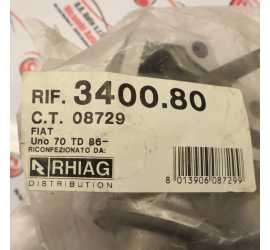 RIF. 3400.80
C.T. 08729
FIAT
Uno 70 TD 86-
RICONFEZIONATO DA:
RHIAG
DISTRIBUTION
8 013906 087299